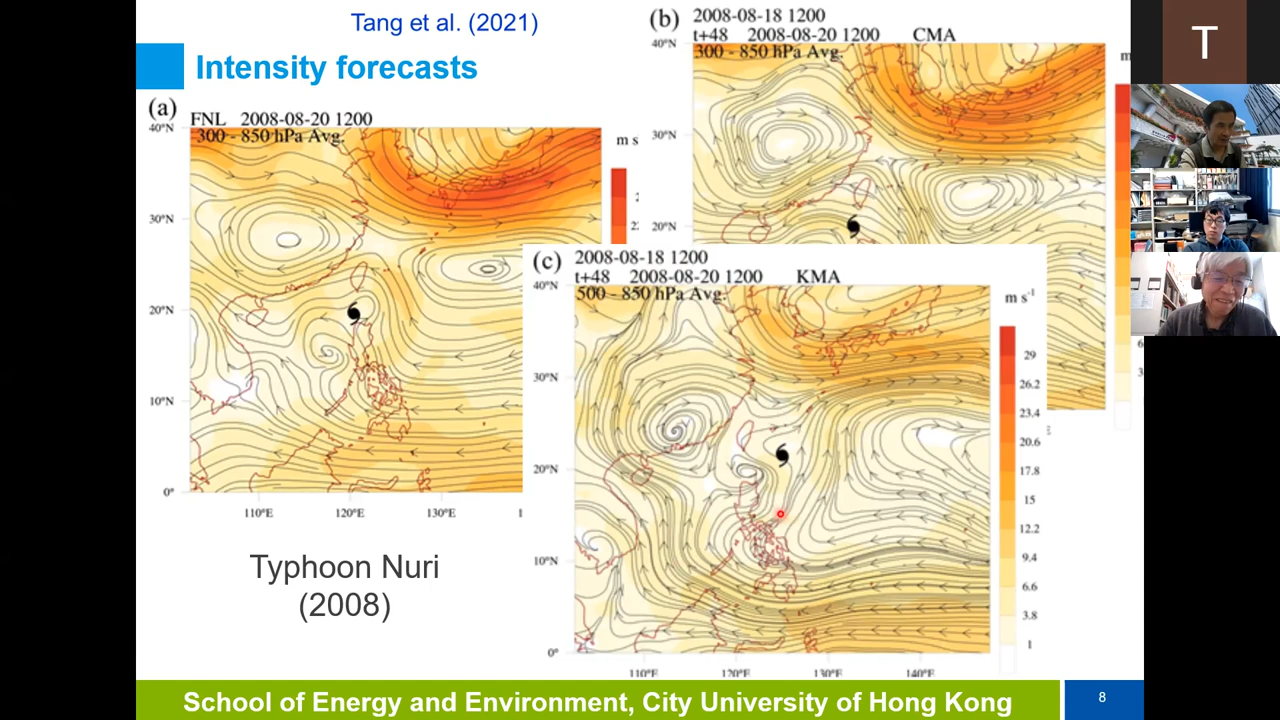 Tang et al. (2021)
Intensity forecasts
(a)
FNL 2008-08-20 1200
300 - 850 hPa Avg.
40°N
30°N
20°N
10°N
0°
110°E
120°E
130°E
1
m s
(b)
2008-08-18 1200
t+48 2008-08-20 1200 CMA
300 - 850 hPa Avg.
40°N
30°N
20°N
m
6
3
(c)
2008-08-18 1200
t+48 2008-08-20 1200 KMA
500 - 850 hPa Avg.
40°N
30°N
20°N
10°N
0°
110°E
120°E
130°E
140°E
m s-1
29
26.2
23.4
20.6
17.8
15
12.2
9.4
6.6
3.8
1
Typhoon Nuri
(2008)
School of Energy and Environment, City University of Hong Kong
8
T